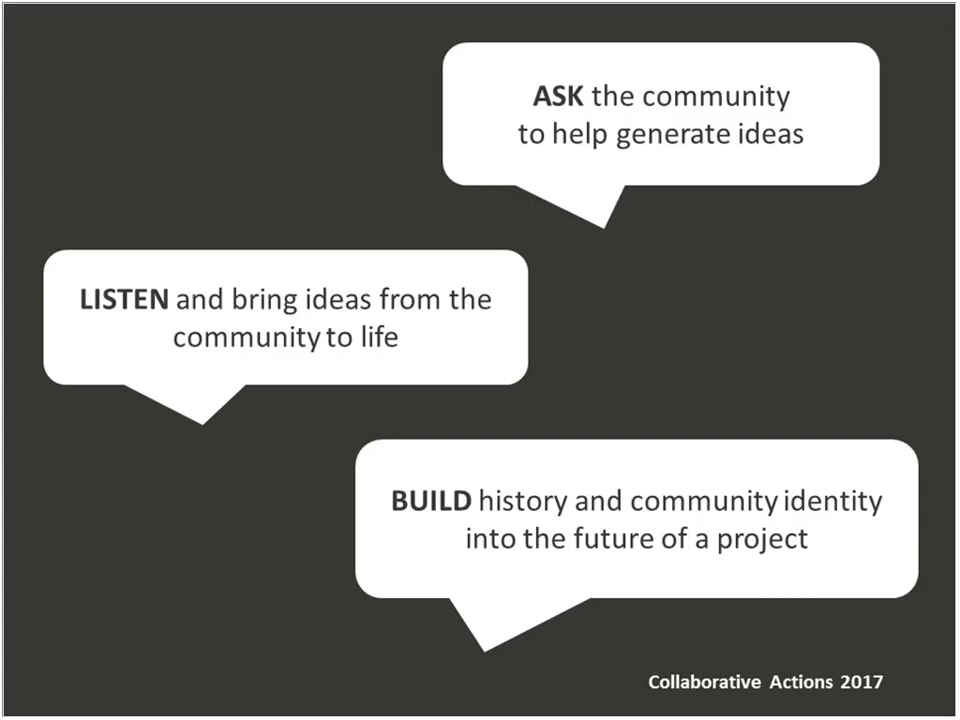 ASK the community
to help generate ideas
LISTEN and bring ideas from the
community to life
BUILD history and community identity
into the future of a project
Collaborative Actions 2017